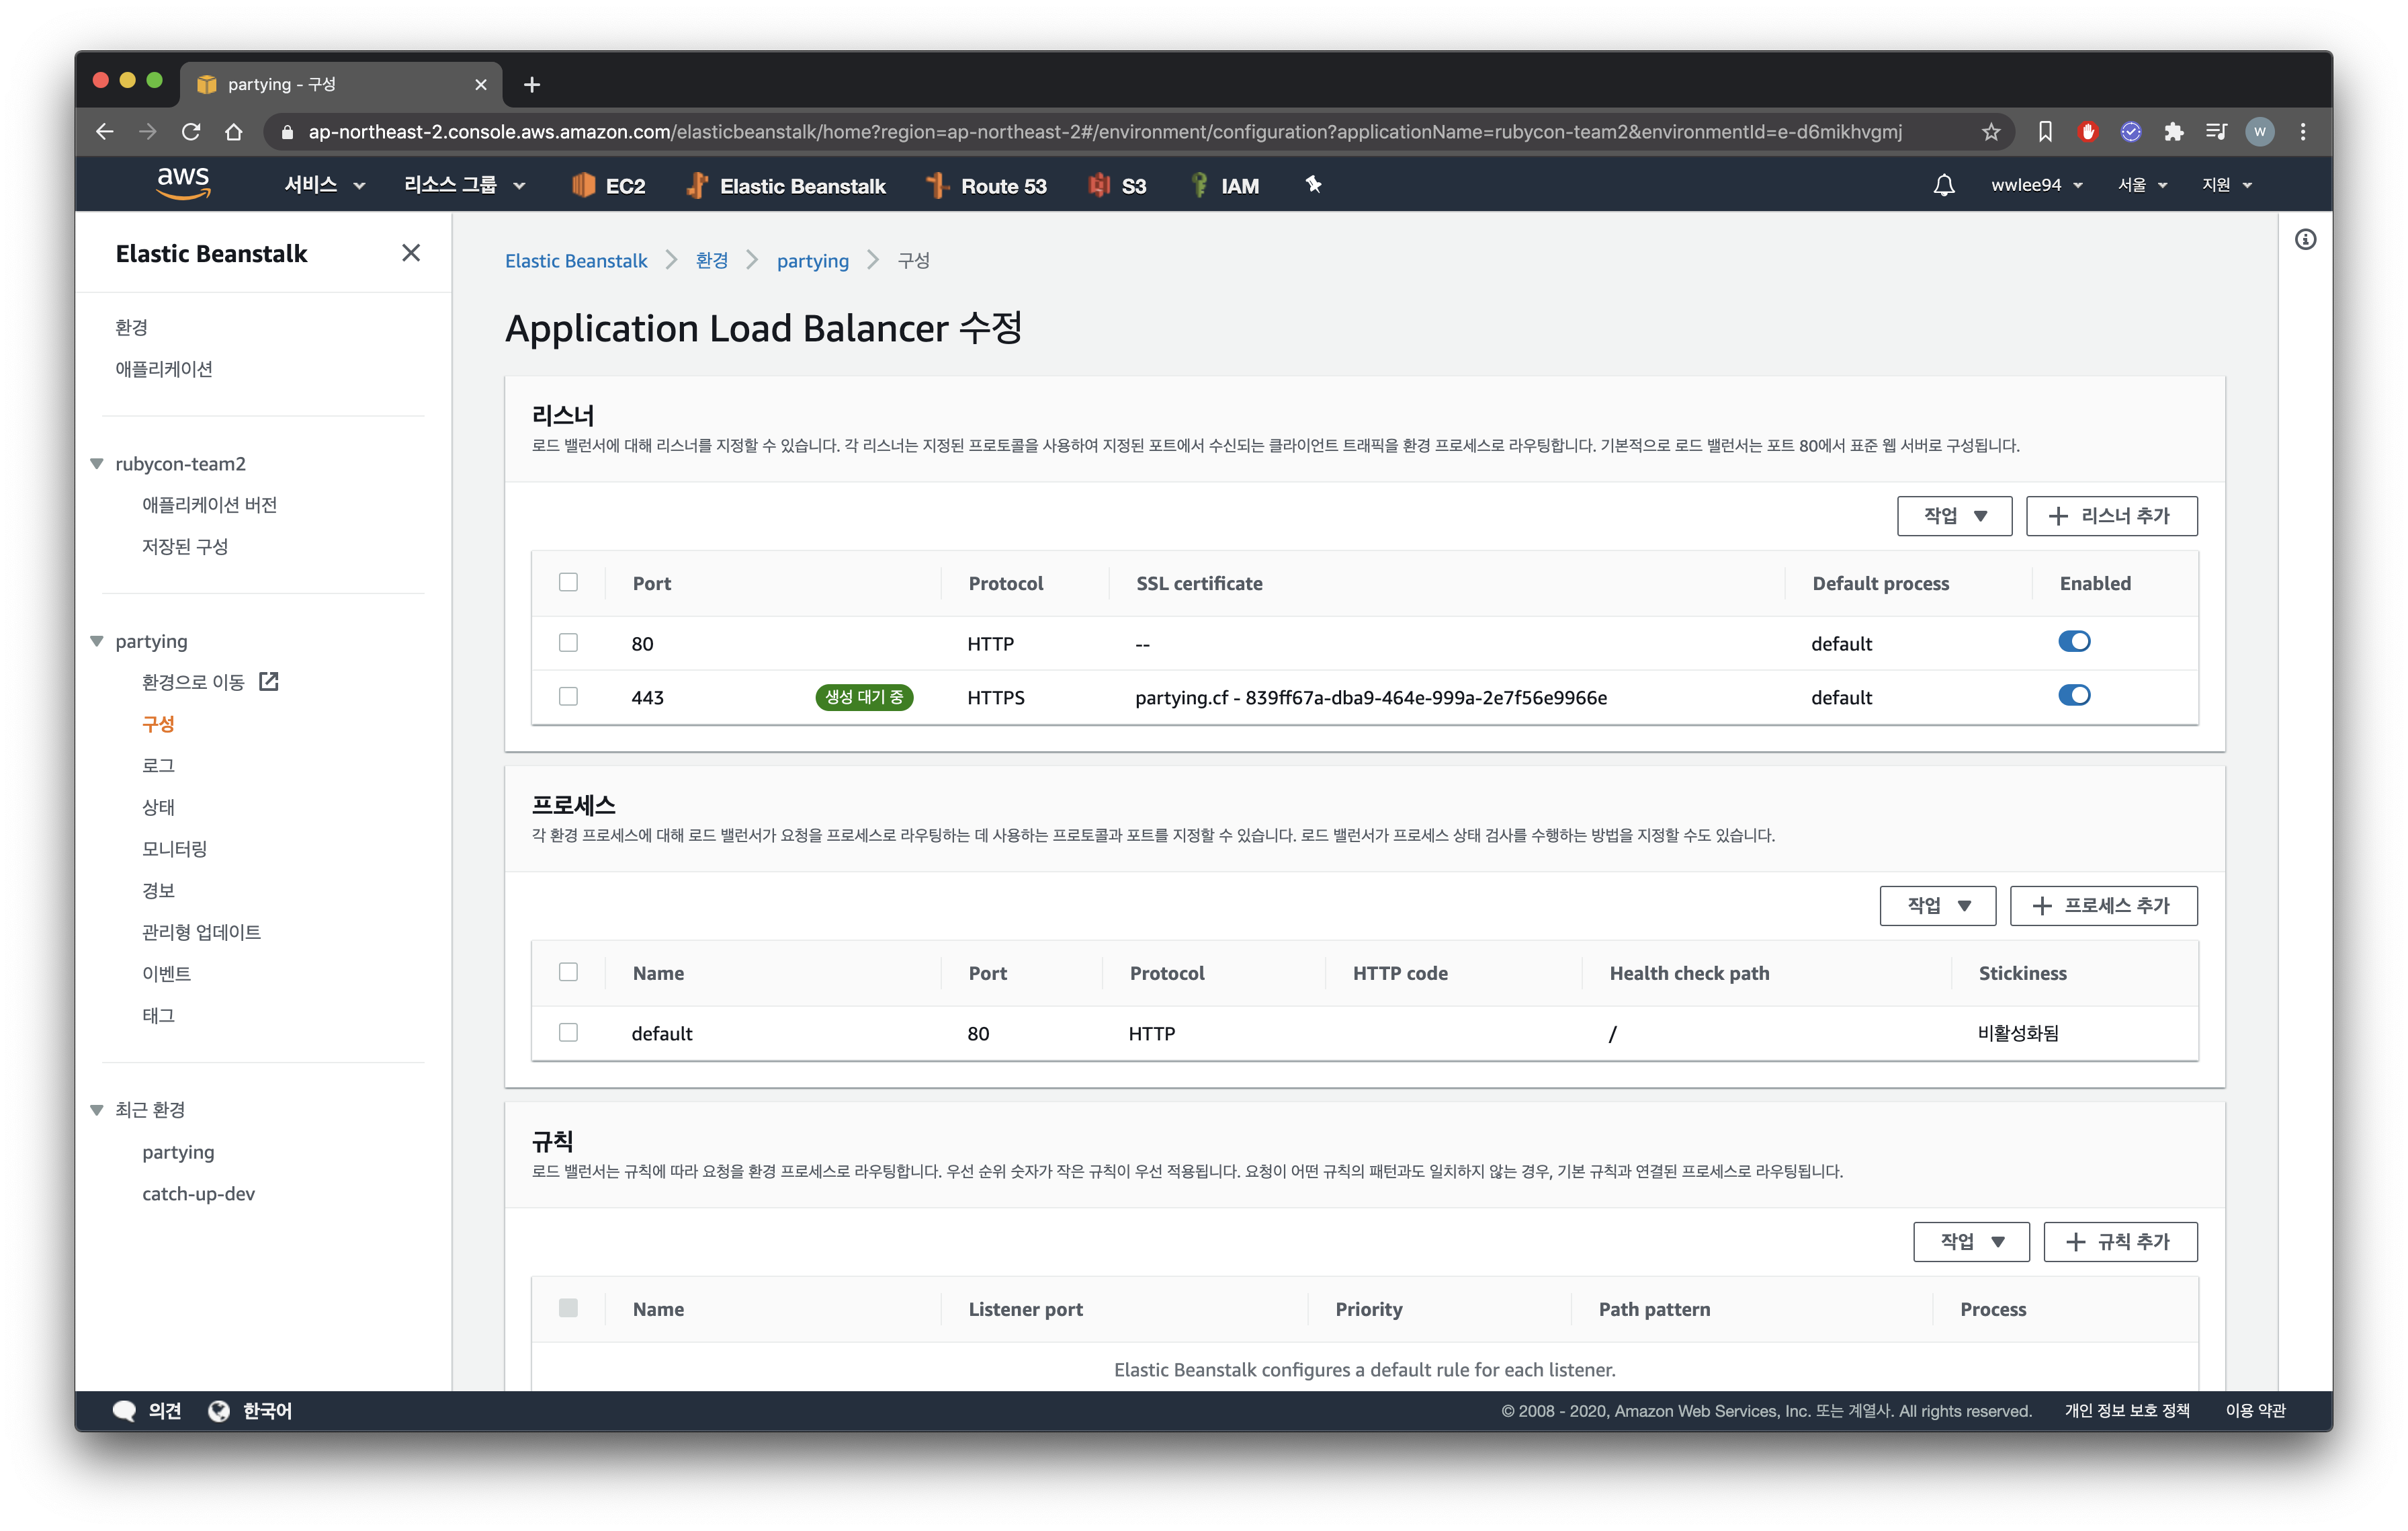 partying - 구성
ap-northeast-2.console.aws.amazon.com/elasticbeanstalk/home?region=ap-northeast-2#/environment/configuration?applicationName=rubycon-team2&environmentId=e-d6mikhvgmj
W
aws 서비스 리소스 그룹 EC2 Elastic Beanstalk Route 53 S3 IAM wwlee94 서울 지원
Elastic Beanstalk
환경
애플리케이션
rubycon-team2
애플리케이션 버전
저장된 구성
partying
환경으로 이동
구성
로그
상태
모니터링
경보
관리형 업데이트
이벤트
태그
최근 환경
partying
catch-up-dev
Elastic Beanstalk 환경 partying 구성
Application Load Balancer 수정
리스너
로드 밸런서에 대해 리스너를 지정할 수 있습니다. 각 리스너는 지정된 프로토콜을 사용하여 지정된 포트에서 수신되는 클라이언트 트래픽을 환경 프로세스로 라우팅합니다. 기본적으로 로드 밸런서는 포트 80에서 표준 웹 서버로 구성됩니다.
작업 리스너 추가
Port Protocol SSL certificate Default process Enabled
80 HTTP -- default
443 생성 대기 중 HTTPS partying.cf - 839ff67a-dba9-464e-999a-2e7f56e9966e default
프로세스
각 환경 프로세스에 대해 로드 밸런서가 요청을 프로세스로 라우팅하는 데 사용하는 프로토콜과 포트를 지정할 수 있습니다. 로드 밸런서가 프로세스 상태 검사를 수행하는 방법을 지정할 수도 있습니다.
작업 프로세스 추가
Name Port Protocol HTTP code Health check path Stickiness
default 80 HTTP / 비활성화됨
규칙
로드 밸런서는 규칙에 따라 요청을 환경 프로세스로 라우팅합니다. 우선 순위 숫자가 작은 규칙이 우선 적용됩니다. 요청이 어떤 규칙의 패턴과도 일치하지 않는 경우, 기본 규칙과 연결된 프로세스로 라우팅됩니다.
작업 규칙 추가
Name Listener port Priority Path pattern Process
Elastic Beanstalk configures a default rule for each listener.
의견 한국어 © 2008 - 2020, Amazon Web Services, Inc. 또는 계열사. All rights reserved. 개인 정보 보호 정책 이용 약관